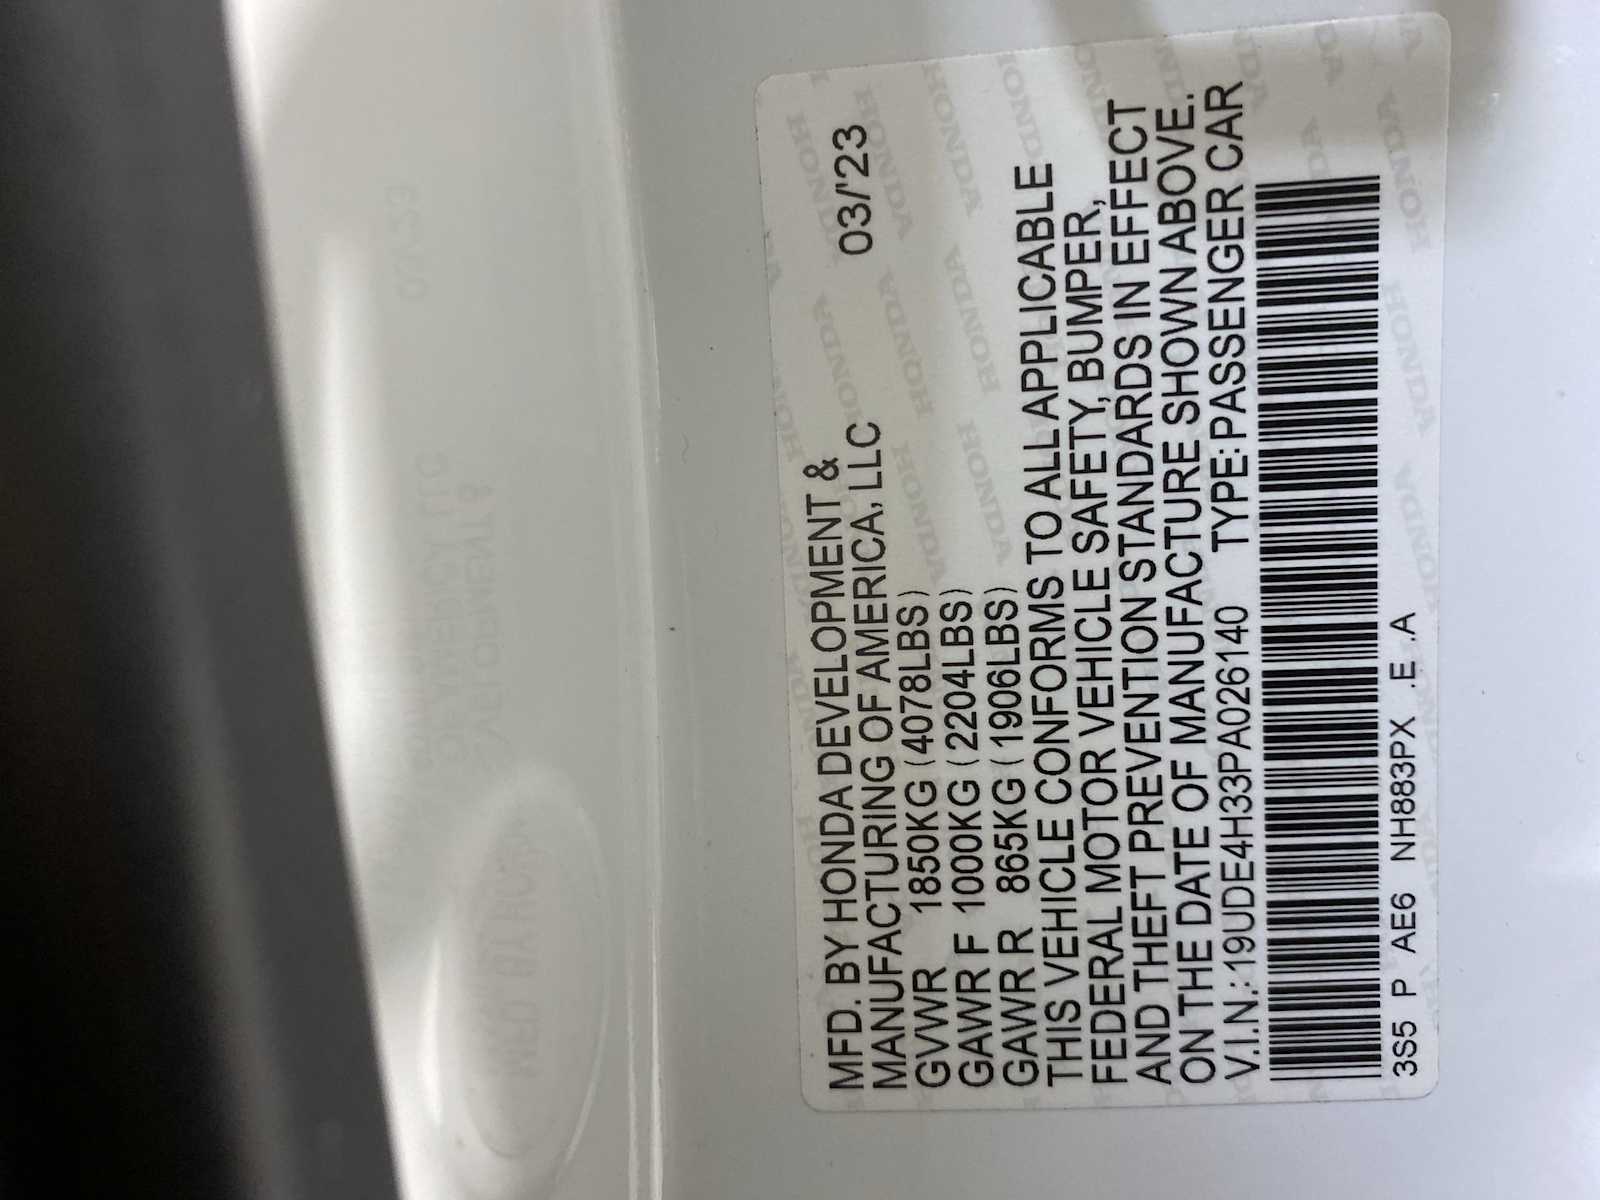 MFD. BY HONDA DEVELOPMENT &
MANUFACTURING OF AMERICA, LLC 03/'23
GVWR 1850KG (4078LBS)
GAWR F 1000KG (2204LBS)
GAWR R 865KG (1906LBS)
THIS VEHICLE CONFORMS TO ALL APPLICABLE
FEDERAL MOTOR VEHICLE SAFETY, BUMPER,
AND THEFT PREVENTION STANDARDS IN EFFECT
ON THE DATE OF MANUFACTURE SHOWN ABOVE.
V.I.N.: 19UDE4H33PA026140 TYPE: PASSENGER CAR
3S5 P AE6 NH883PX .E .A